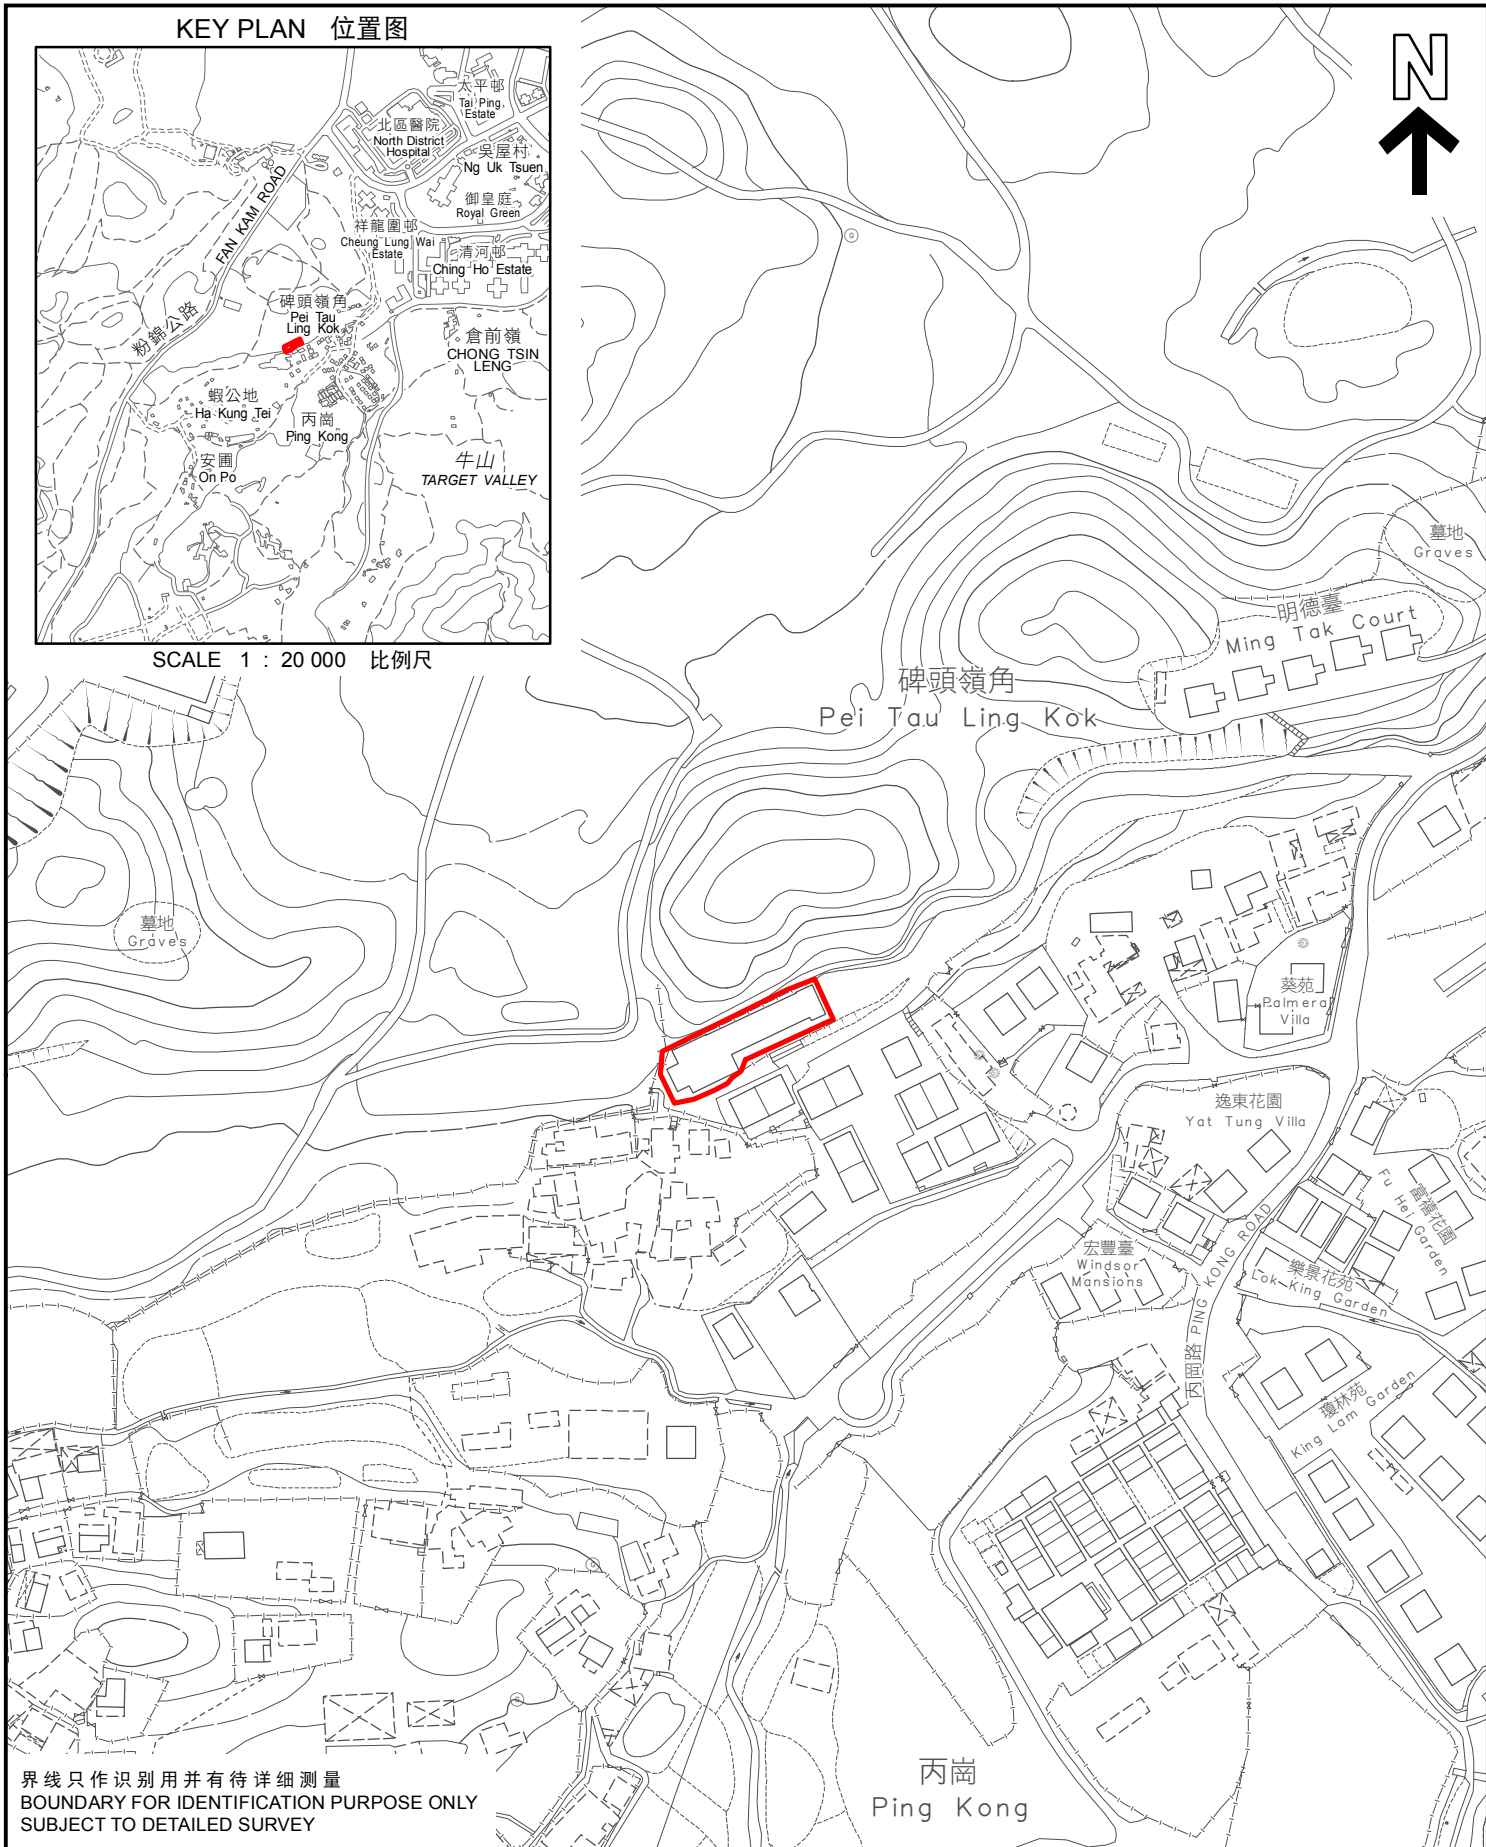 KEY PLAN 位置图
太平邨
Tai Ping
Estate
北區醫院
North District
Hospital
吳屋村
Ng Uk Tsuen
御皇庭
Royal Green
祥龍圍邨
Cheung Lung Wai
Estate
清河邨
Ching Ho Estate
FAN KAM ROAD
粉錦公路
碑頭嶺角
Pei Tau
Ling Kok
倉前嶺
CHONG TSIN
LENG
蝦公地
Ha Kung Tei
丙崗
Ping Kong
安圃
On Po
牛山
TARGET VALLEY
SCALE 1 : 20 000 比例尺
N
墓地
Graves
明德臺
Ming Tak Court
碑頭嶺角
Pei Tau Ling Kok
墓地
Graves
葵苑
Palmera
Villa
逸東花園
Yat Tung Villa
富禧花園
Fu Hei Garden
宏豐臺
Windsor
Mansions
樂景花苑
Lok King Garden
丙崗路 PING KONG ROAD
瓊林苑
King Lam Garden
丙崗
Ping Kong
界线只作识别用并有待详细测量
BOUNDARY FOR IDENTIFICATION PURPOSE ONLY
SUBJECT TO DETAILED SURVEY